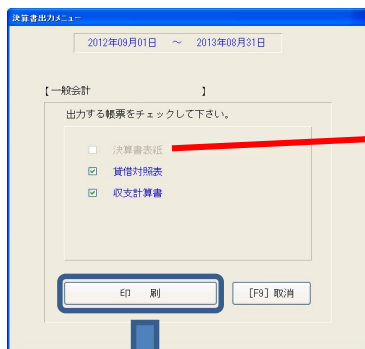 決算書出力メニュー
2012年09月01日 ～ 2013年08月31日
【一般会計 】
出力する帳票をチェックして下さい。
決算書表紙
貸借対照表
収支計算書
印 刷
[F9] 取消